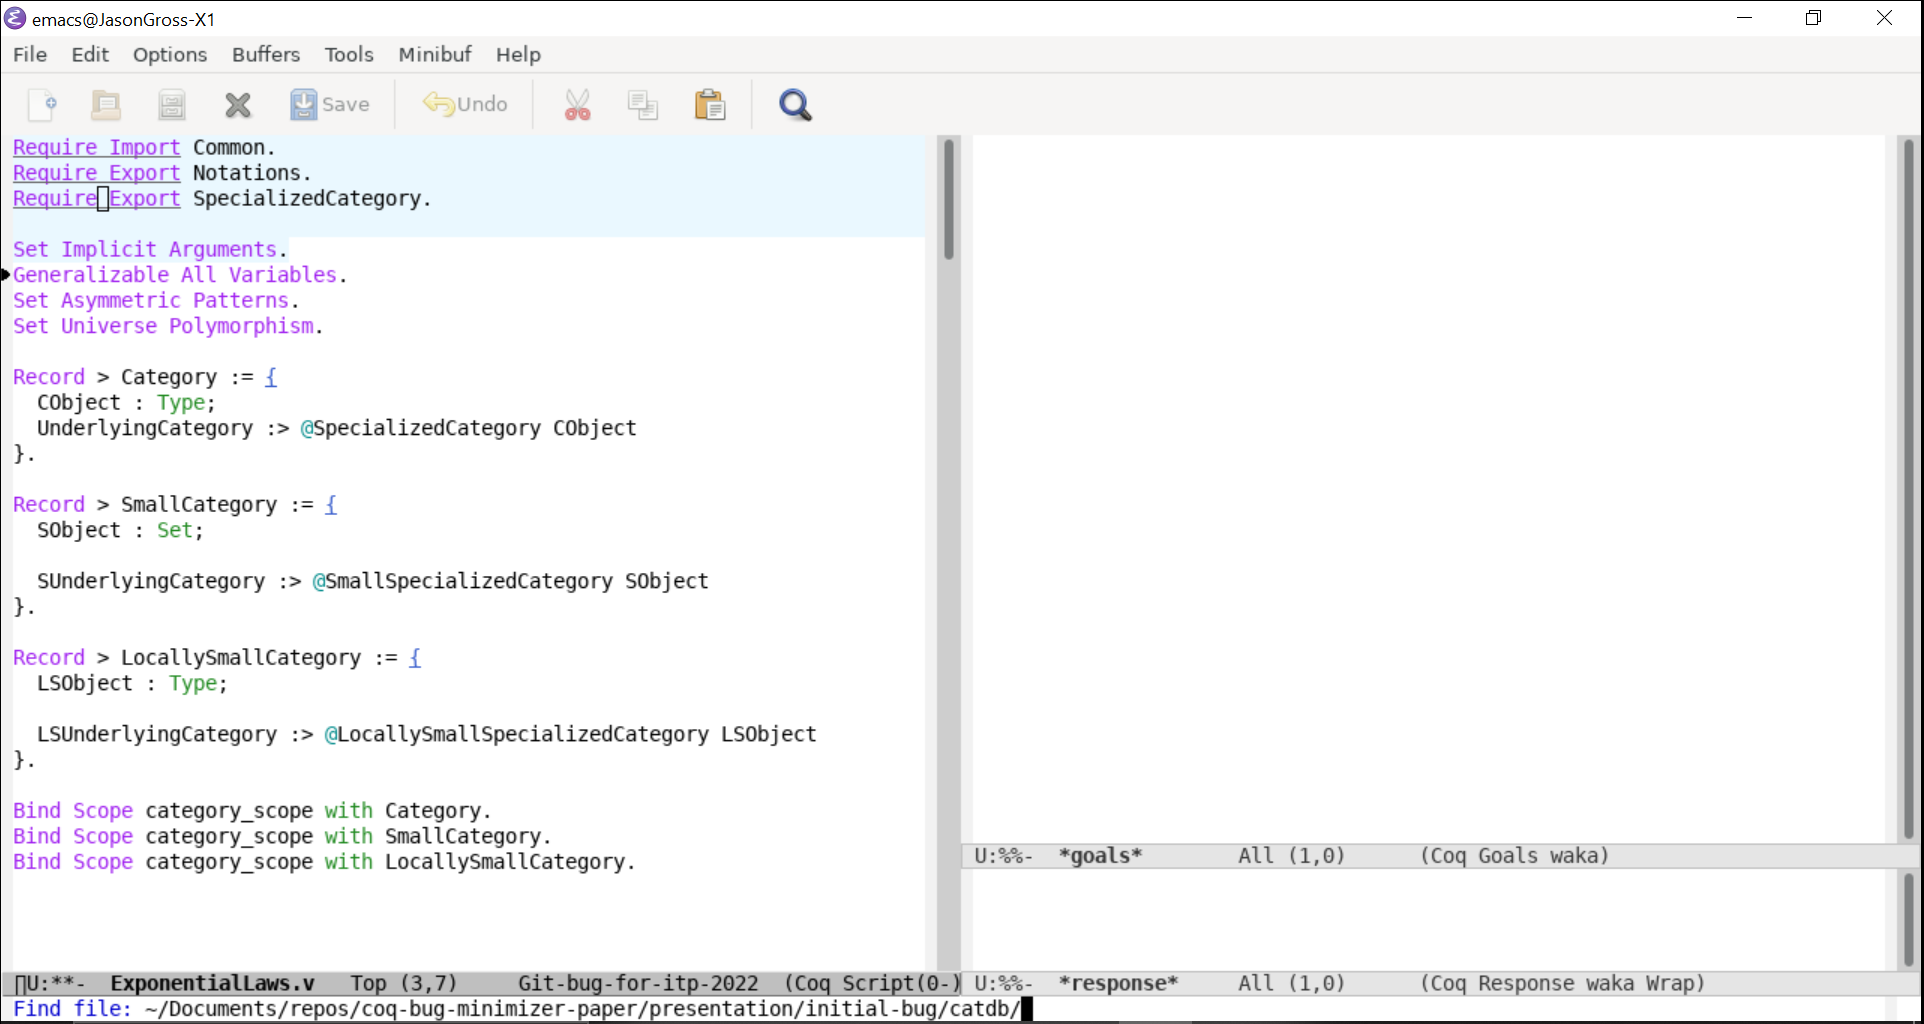 emacs@JasonGross-X1
File Edit Options Buffers Tools Minibuf Help
Save Undo
Require Import Common.
Require Export Notations.
Require Export SpecializedCategory.
Set Implicit Arguments.
Generalizable All Variables.
Set Asymmetric Patterns.
Set Universe Polymorphism.
Record > Category := {
CObject : Type;
UnderlyingCategory :> @SpecializedCategory CObject
}.
Record > SmallCategory := {
SObject : Set;
SUnderlyingCategory :> @SmallSpecializedCategory SObject
}.
Record > LocallySmallCategory := {
LSObject : Type;
LSUnderlyingCategory :> @LocallySmallSpecializedCategory LSObject
}.
Bind Scope category_scope with Category.
Bind Scope category_scope with SmallCategory.
Bind Scope category_scope with LocallySmallCategory.
U:%%- *goals* All (1,0) (Coq Goals waka)
U:**- ExponentialLaws.v Top (3,7) Git-bug-for-itp-2022 (Coq Script(0-)
U:%%- *response* All (1,0) (Coq Response waka Wrap)
Find file: ~/Documents/repos/coq-bug-minimizer-paper/presentation/initial-bug/catdb/